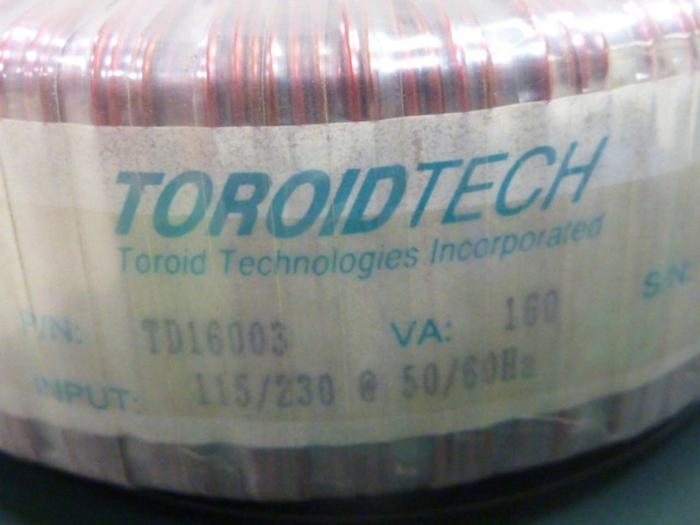 TOROIDTECH
Toroid Technologies Incorporated
P/N: TD16003 VA: 160 S/N:
INPUT: 115/230 @ 50/60Hz